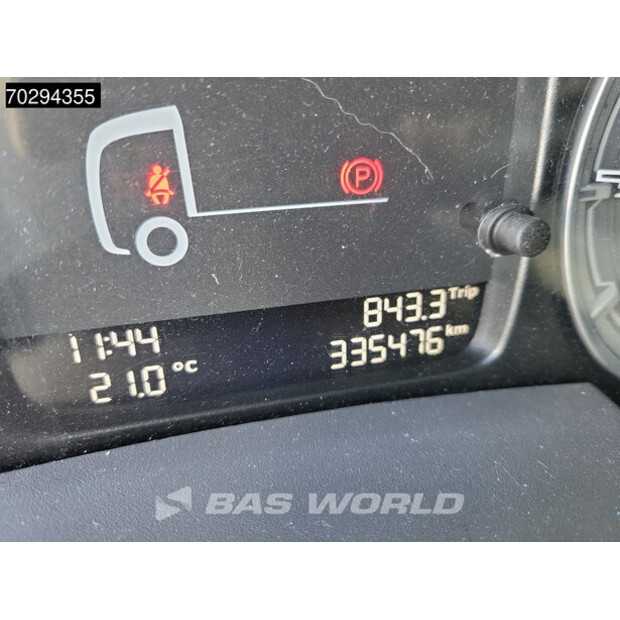 70294355
P
843.3 Trip
11:44
335476 km
21.0 °C
BAS WORLD